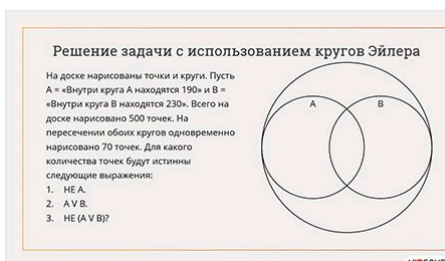 Решение задачи с использованием кругов Эйлера
На доске нарисованы точки и круги. Пусть
А = «Внутри круга А находятся 190» и В =
«Внутри круга В находятся 230». Всего на
доске нарисовано 500 точек. На
пересечении обоих кругов одновременно
нарисовано 70 точек. Для какого
количества точек будут истинны
следующие выражения:
1. НЕ А.
2. А V В.
3. НЕ (А V В)?
А
В